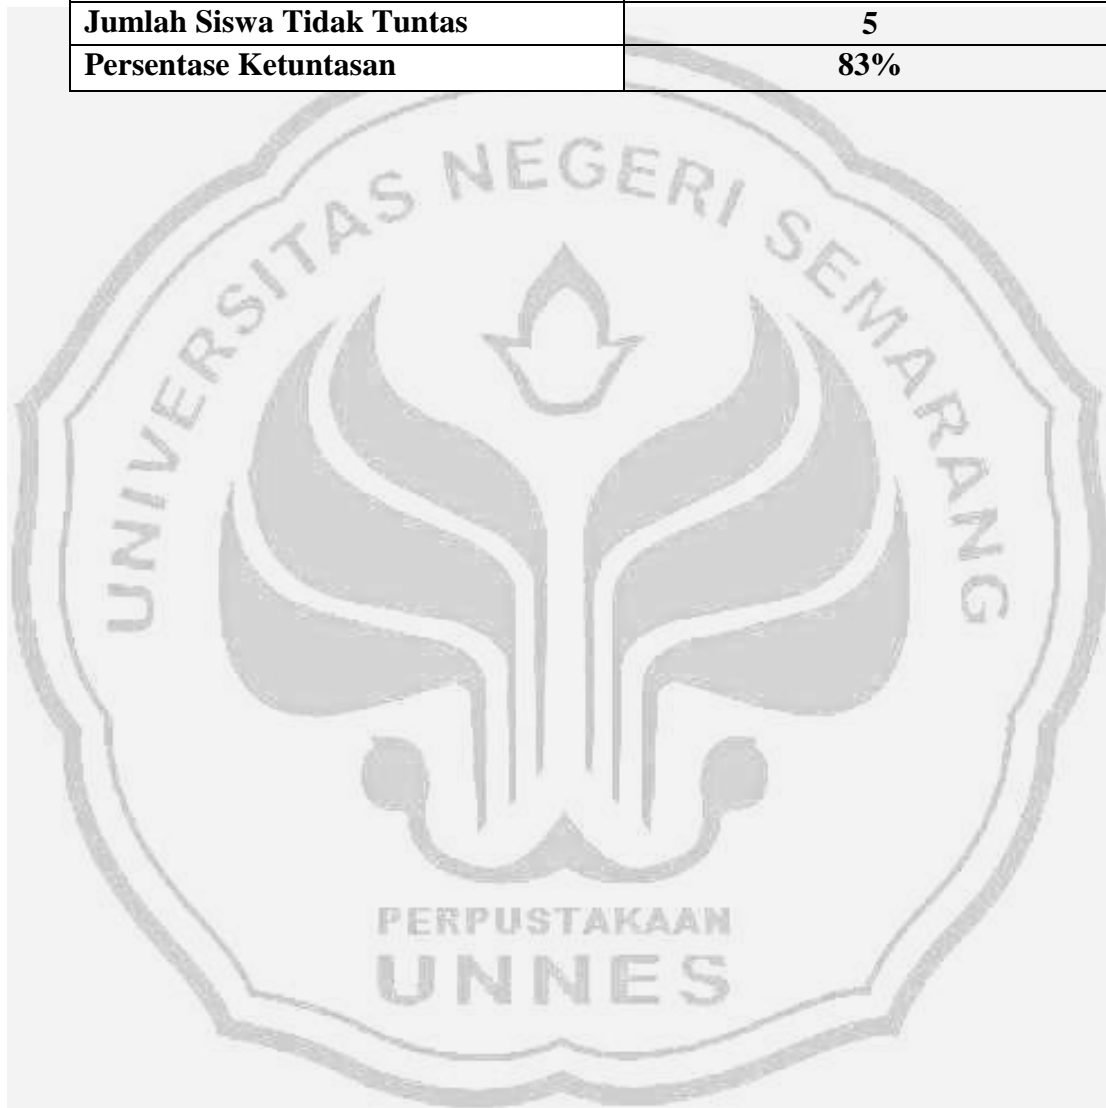 Jumlah Siswa Tidak Tuntas 5
Persentase Ketuntasan 83%
UNIVERSITAS NEGERI SEMARANG
PERPUSTAKAAN
UNNES